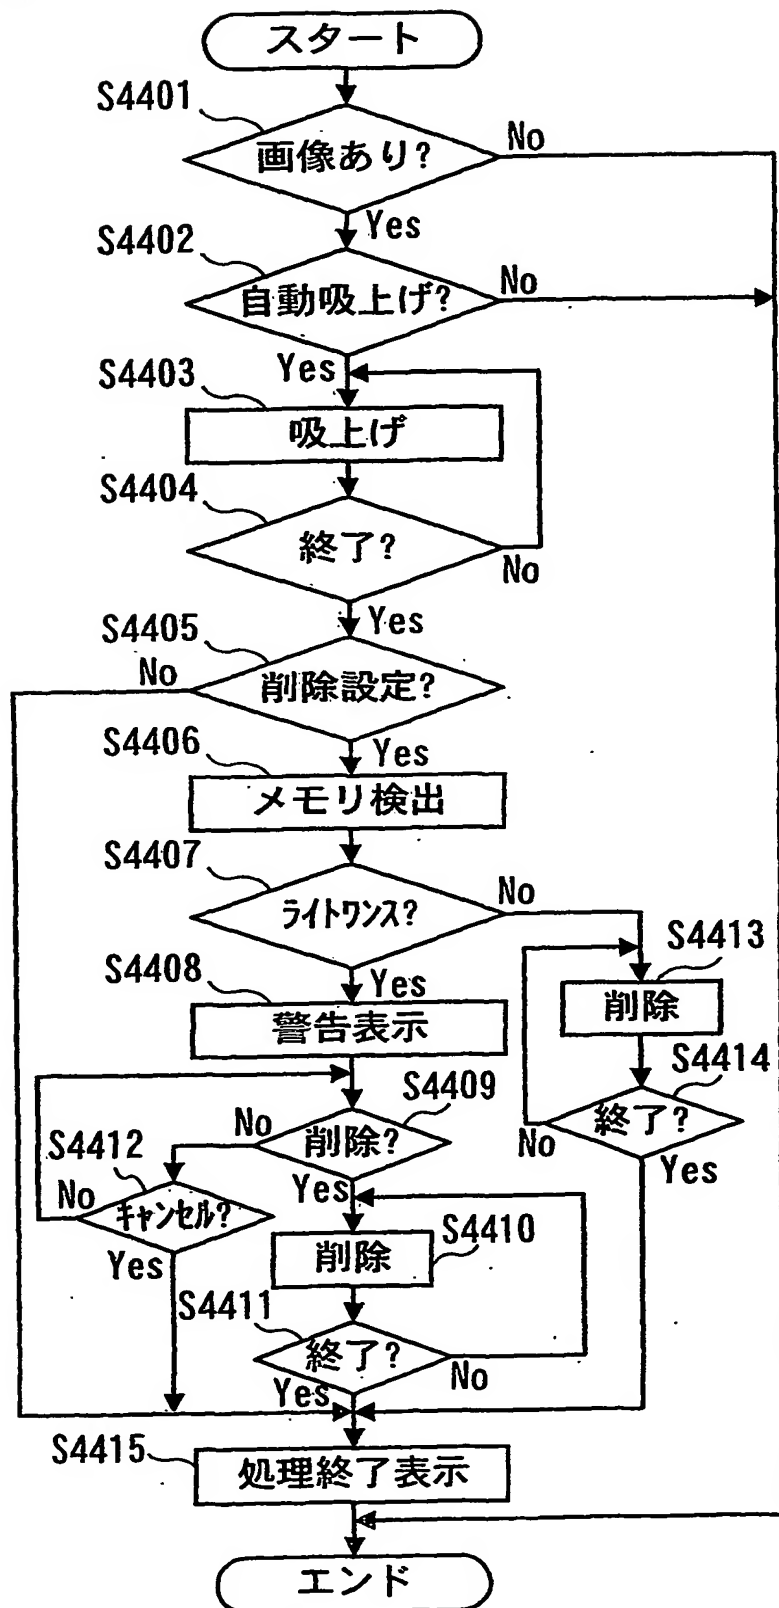 スタート
S4401
画像あり?
No
Yes
S4402
自動吸上げ?
No
Yes
S4403
吸上げ
S4404
終了?
No
Yes
S4405
No
削除設定?
Yes
S4406
メモリ検出
S4407
ライトワンス?
No
Yes
S4408
警告表示
S4413
削除
S4414
終了?
No
Yes
S4409
No
削除?
Yes
S4412
No
キャンセル?
Yes
S4410
削除
S4411
終了?
No
Yes
S4415
処理終了表示
エンド